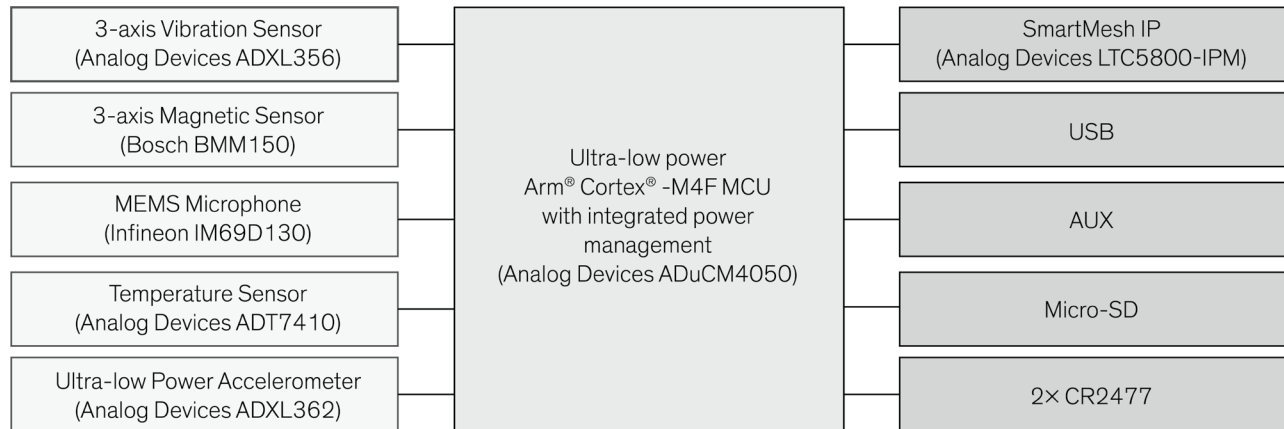 3-axis Vibration Sensor
(Analog Devices ADXL356)
3-axis Magnetic Sensor
(Bosch BMM150)
MEMS Microphone
(Infineon IM69D130)
Temperature Sensor
(Analog Devices ADT7410)
Ultra-low Power Accelerometer
(Analog Devices ADXL362)
Ultra-low power
Arm® Cortex® -M4F MCU
with integrated power
management
(Analog Devices ADuCM4050)
SmartMesh IP
(Analog Devices LTC5800-IPM)
USB
AUX
Micro-SD
2× CR2477